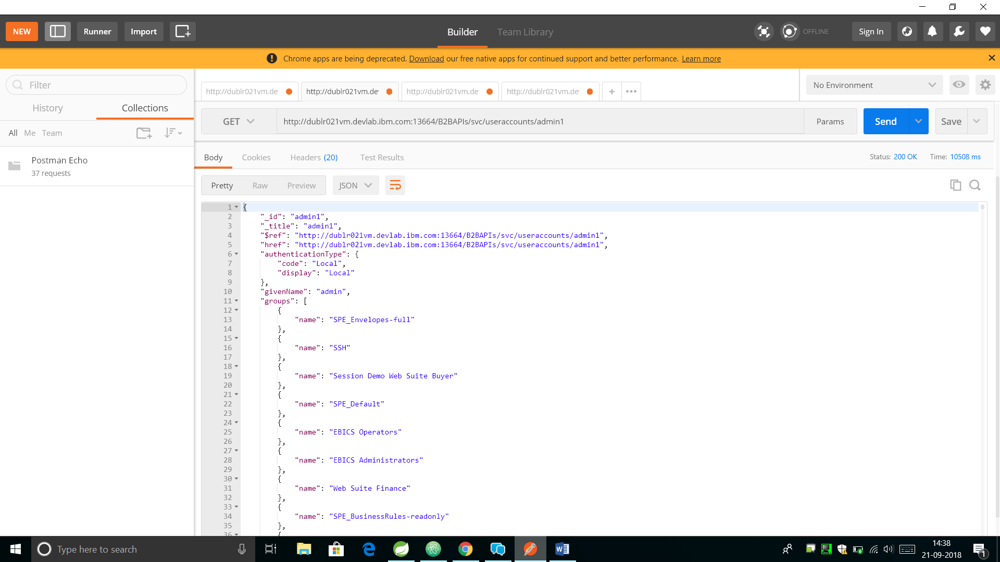 NEW
Runner
Import
Builder
Team Library
OFFLINE
Sign In
Chrome apps are being deprecated. Download our free native apps for continued support and better performance. Learn more
Filter
http://dublr021vm.de
http://dublr021vm.de
http://dublr021vm.de
http://dublr021vm.de
No Environment
History
Collections
GET
http://dublr021vm.devlab.ibm.com:13664/B2BAPIs/svc/useraccounts/admin1
Params
Send
Save
All Me Team
Postman Echo
37 requests
Body
Cookies
Headers (20)
Test Results
Status: 200 OK
Time: 10508 ms
Pretty
Raw
Preview
JSON
1 {
2 "_id": "admin1",
3 "_title": "admin1",
4 "$ref": "http://dublr021vm.devlab.ibm.com:13664/B2BAPIs/svc/useraccounts/admin1",
5 "href": "http://dublr021vm.devlab.ibm.com:13664/B2BAPIs/svc/useraccounts/admin1",
6 "authenticationType": {
7 "code": "Local",
8 "display": "Local"
9 },
10 "givenName": "admin",
11 "groups": [
12 {
13 "name": "SPE_Envelopes-full"
14 },
15 {
16 "name": "SSH"
17 },
18 {
19 "name": "Session Demo Web Suite Buyer"
20 },
21 {
22 "name": "SPE_Default"
23 },
24 {
25 "name": "EBICS Operators"
26 },
27 {
28 "name": "EBICS Administrators"
29 },
30 {
31 "name": "Web Suite Finance"
32 },
33 {
34 "name": "SPE_BusinessRules-readonly"
35 },
36 {
Type here to search
14:38
21-09-2018
1